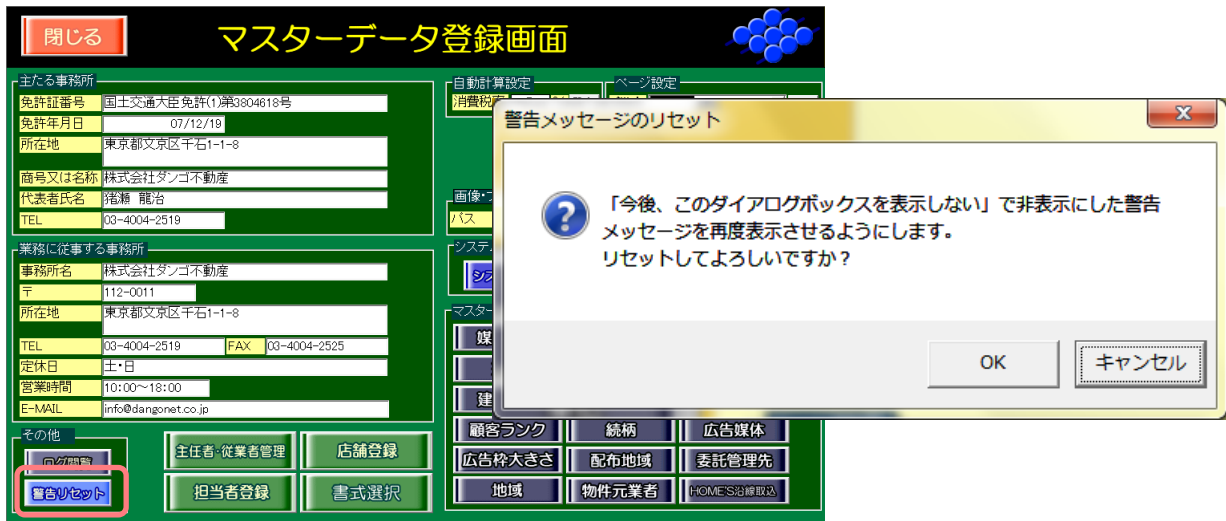 閉じる
マスターデータ登録画面
主たる事務所
免許証番号 国土交通大臣免許(1)第3804618号
免許年月日 07/12/19
所在地 東京都文京区千石1-1-8
商号又は名称 株式会社ダンゴ不動産
代表者氏名 猪瀬 龍治
TEL 03-4004-2519
業務に従事する事務所
事務所名 株式会社ダンゴ不動産
〒 112-0011
所在地 東京都文京区千石1-1-8
TEL 03-4004-2519 FAX 03-4004-2525
定休日 土・日
営業時間 10:00～18:00
E-MAIL info@dangonet.co.jp
その他
ログ閲覧
警告リセット
主任者・従業者管理 店舗登録
担当者登録 書式選択
自動計算設定 ページ設定
消費税率
画像・
パス
システ
マスター
媒
建
顧客ランク 続柄 広告媒体
広告枠大きさ 配布地域 委託管理先
地域 物件元業者 HOME'S沿線取込
警告メッセージのリセット
「今後、このダイアログボックスを表示しない」で非表示にした警告
メッセージを再度表示させるようにします。
リセットしてよろしいですか？
OK キャンセル